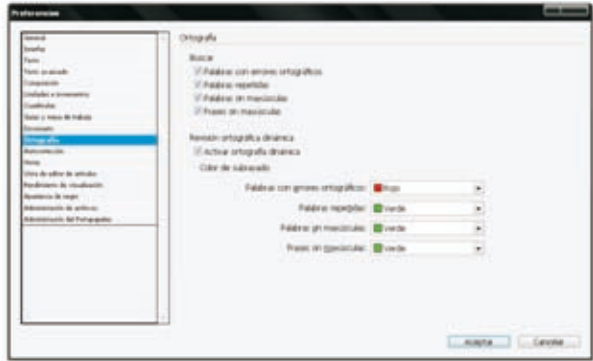 Preferencias
General
Interfaz
Texto
Texto avanzado
Composición
Unidades e incrementos
Cuadrículas
Guías y mesa de trabajo
Diccionario
Ortografía
Autocorrección
Notas
Vista de editor de artículos
Rendimiento de visualización
Apariencia de negro
Administración de archivos
Administración del Portapapeles
Ortografía
Buscar
Palabras con errores ortográficos
Palabras repetidas
Palabras sin mayúsculas
Frases sin mayúsculas
Revisión ortográfica dinámica
Activar ortografía dinámica
Color de subrayado
Palabras con errores ortográficos: Rojo
Palabras repetidas: Verde
Palabras sin mayúsculas: Verde
Frases sin mayúsculas: Verde
Aceptar Cancelar